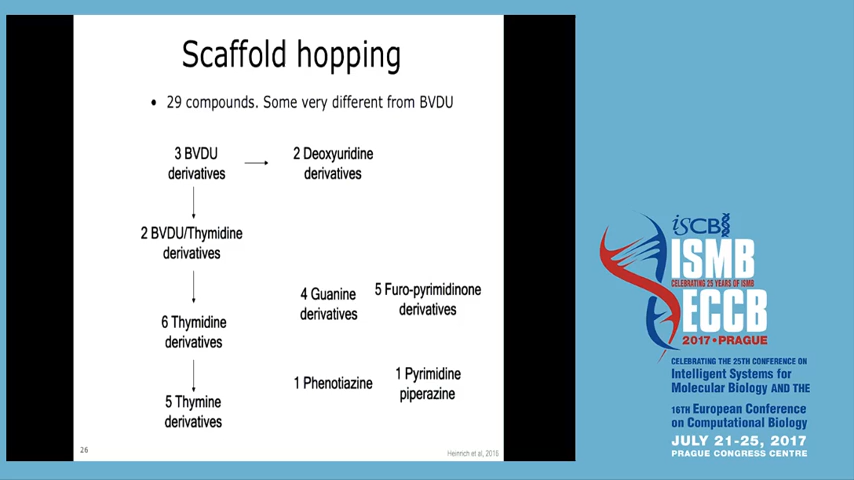 Scaffold hopping
• 29 compounds. Some very different from BVDU
3 BVDU
derivatives
2 Deoxyuridine
derivatives
2 BVDU/Thymidine
derivatives
4 Guanine
derivatives
5 Furo-pyrimidinone
derivatives
6 Thymidine
derivatives
1 Phenotiazine
1 Pyrimidine
piperazine
5 Thymine
derivatives
26
Heinrich et al, 2016
iSCB
ISMB
CELEBRATING 25 YEARS OF ISMB
ECCB
2017 • PRAGUE
CELEBRATING THE 25TH CONFERENCE ON
Intelligent Systems for
Molecular Biology AND THE
16TH European Conference
on Computational Biology
JULY 21-25, 2017
PRAGUE CONGRESS CENTRE